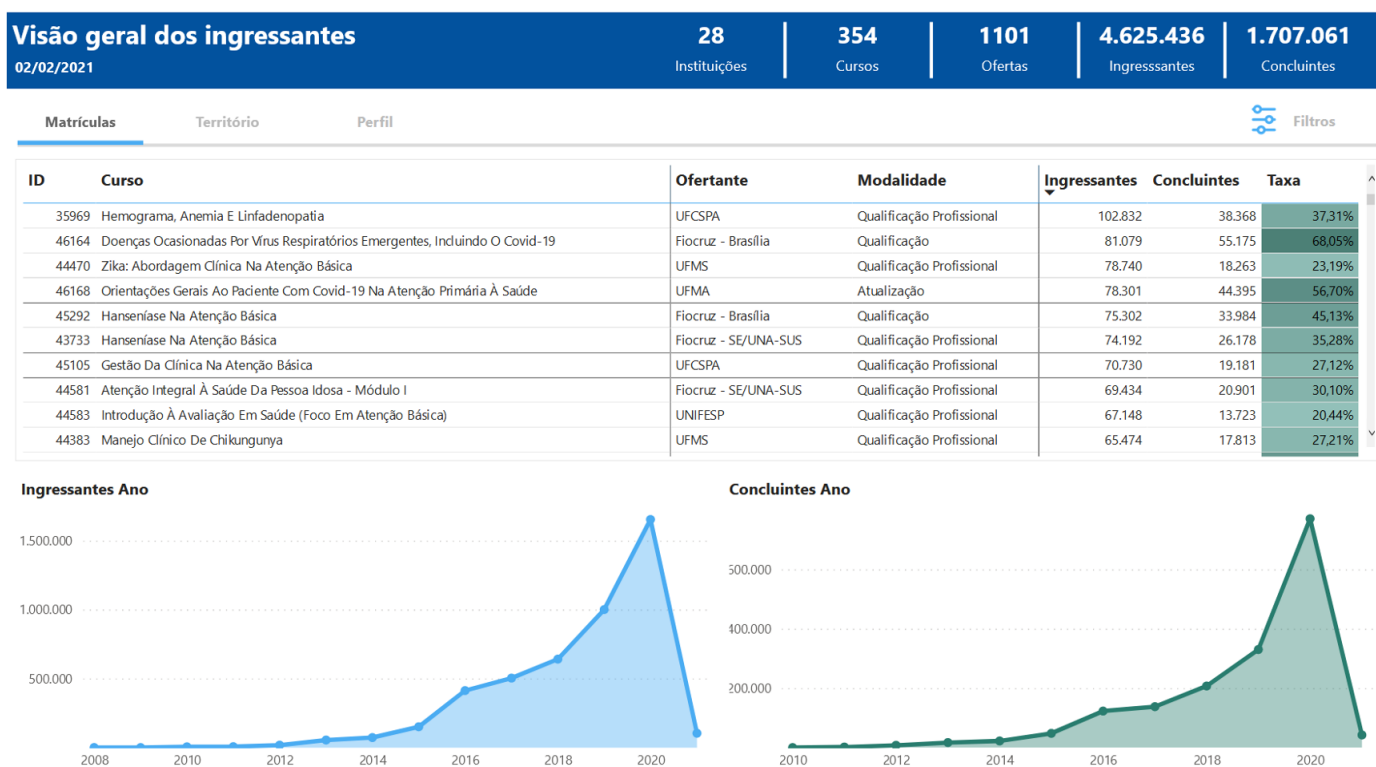 Visão geral dos ingressantes
02/02/2021
28 354 1101 4.625.436 1.707.061
Instituições Cursos Ofertas Ingresssantes Concluintes
Matrículas Território Perfil Filtros
ID Curso Ofertante Modalidade Ingressantes Concluintes Taxa
35969 Hemograma, Anemia E Linfadenopatia UFCSPA Qualificação Profissional 102.832 38.368 37,31%
46164 Doenças Ocasionadas Por Vírus Respiratórios Emergentes, Incluindo O Covid-19 Fiocruz - Brasília Qualificação 81.079 55.175 68,05%
44470 Zika: Abordagem Clínica Na Atenção Básica UFMS Qualificação Profissional 78.740 18.263 23,19%
46168 Orientações Gerais Ao Paciente Com Covid-19 Na Atenção Primária À Saúde UFMA Atualização 78.301 44.395 56,70%
45292 Hanseníase Na Atenção Básica Fiocruz - Brasília Qualificação 75.302 33.984 45,13%
43733 Hanseníase Na Atenção Básica Fiocruz - SE/UNA-SUS Qualificação Profissional 74.192 26.178 35,28%
45105 Gestão Da Clínica Na Atenção Básica UFCSPA Qualificação Profissional 70.730 19.181 27,12%
44581 Atenção Integral À Saúde Da Pessoa Idosa - Módulo I Fiocruz - SE/UNA-SUS Qualificação Profissional 69.434 20.901 30,10%
44583 Introdução À Avaliação Em Saúde (Foco Em Atenção Básica) UNIFESP Qualificação Profissional 67.148 13.723 20,44%
44383 Manejo Clínico De Chikungunya UFMS Qualificação Profissional 65.474 17.813 27,21%
Ingressantes Ano
1.500.000
1.000.000
500.000
2008 2010 2012 2014 2016 2018 2020
Concluintes Ano
600.000
400.000
200.000
2010 2012 2014 2016 2018 2020